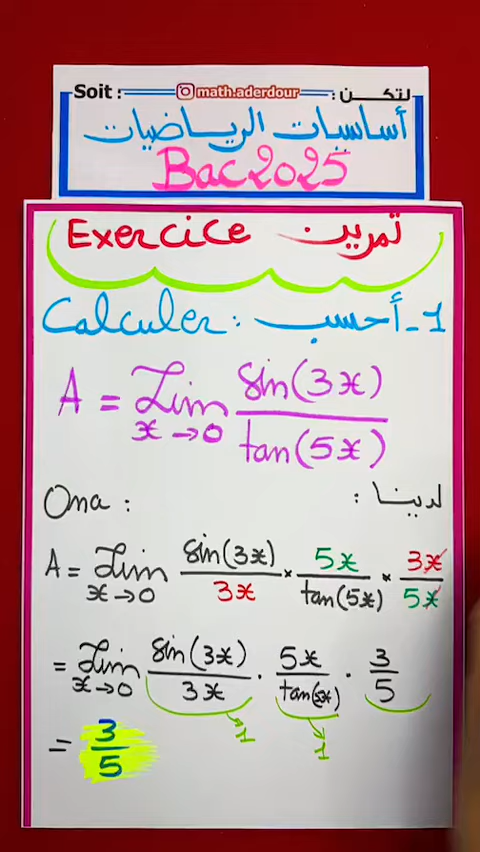 Soit : math.aderdour لتكن :
أساسيات الرياضيات
Bac2025
Exercice تمرين
Calculer : 1-أحسب
A = Lim x→0 sin(3x)/tan(5x)
Ona : لدينا :
A = Lim x→0 sin(3x)/3x × 5x/tan(5x) × 3x/5x
= Lim x→0 sin(3x)/3x · 5x/tan(5x) · 3/5
1 1
= 3/5